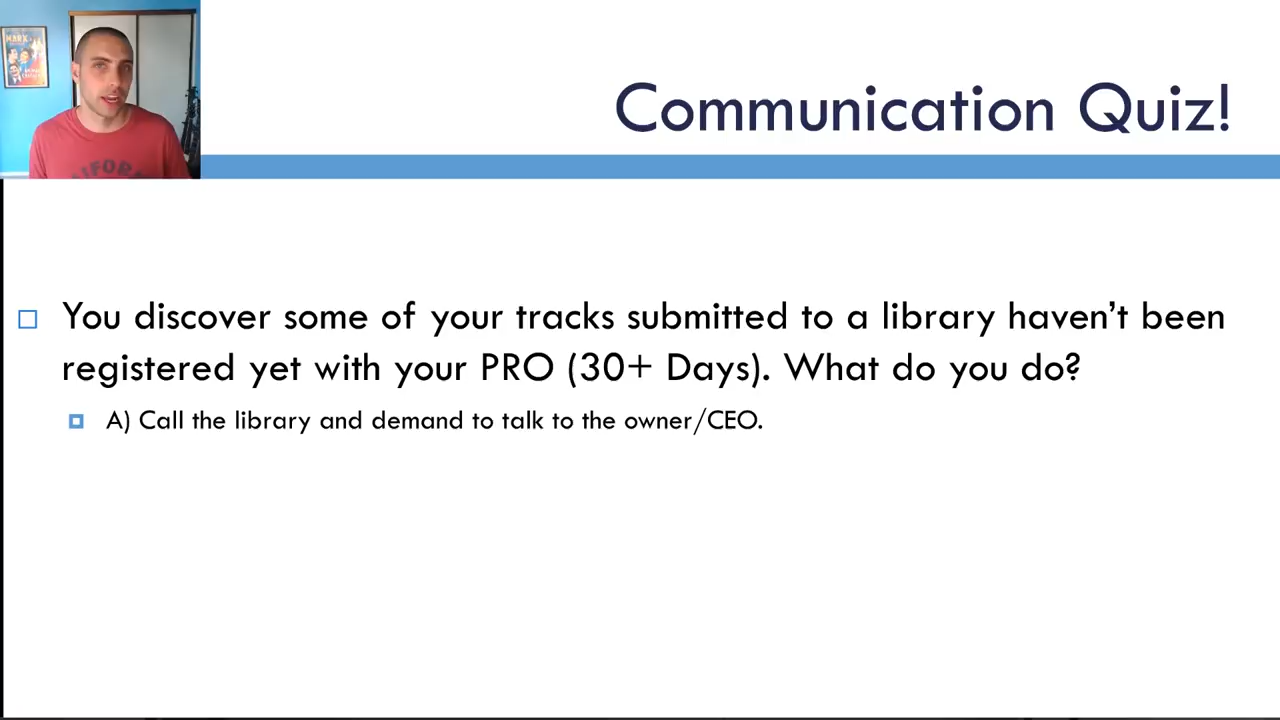 Communication Quiz!
You discover some of your tracks submitted to a library haven't been
registered yet with your PRO (30+ Days). What do you do?
A) Call the library and demand to talk to the owner/CEO.